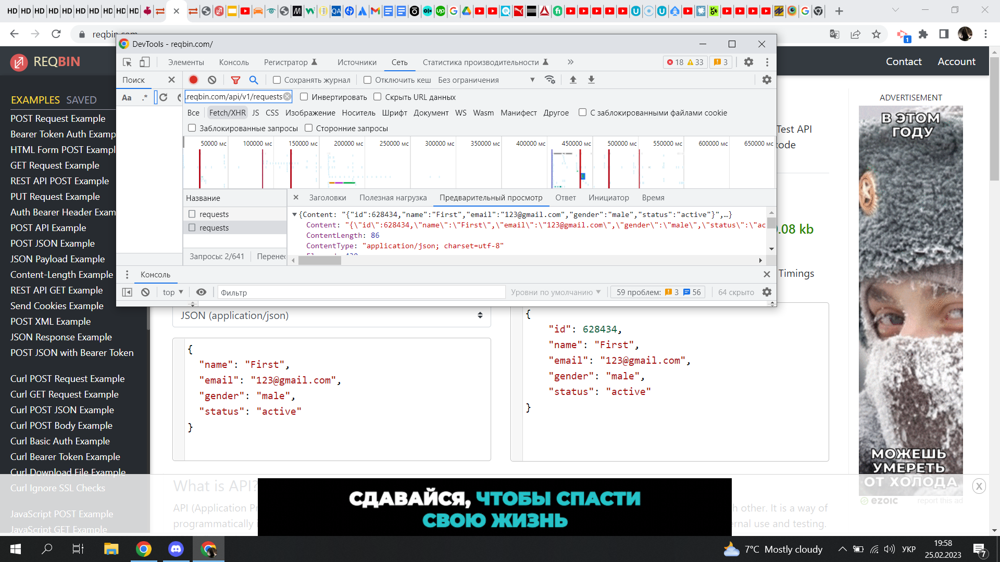 HD HD HD HD HD HD HD HD HD HD
reqbin.com
1
REQBIN
Contact Account
EXAMPLES SAVED
POST Request Example
Bearer Token Auth Examp
HTML Form POST Exampl
GET Request Example
REST API POST Example
PUT Request Example
Auth Bearer Header Exam
POST API Example
POST JSON Example
JSON Payload Example
Content-Length Example
REST API GET Example
Send Cookies Example
POST XML Example
JSON Response Example
POST JSON with Bearer Token
Curl POST Request Example
Curl GET Request Example
Curl POST JSON Example
Curl POST Body Example
Curl Basic Auth Example
Curl Bearer Token Example
Curl Download File Example
Curl Ignore SSL Checks
JavaScript POST Example
JavaScript GET Example
DevTools - reqbin.com/
Элементы Консоль Регистратор Источники Сеть Статистика производительности 18 33 3
Поиск
Сохранять журнал Отключить кеш Без ограничения
Aa .*
.reqbin.com/api/v1/requests Инвертировать Скрыть URL данных
Все Fetch/XHR JS CSS Изображение Носитель Шрифт Документ WS Wasm Манифест Другое С заблокированными файлами cookie
Заблокированные запросы Сторонние запросы
50000 мс 100000 мс 150000 мс 200000 мс 250000 мс 300000 мс 350000 мс 400000 мс 450000 мс 500000 мс 550000 мс 600000 мс 650000 мс
Название
requests
requests
Запросы: 2/641 Перенес
Заголовки Полезная нагрузка Предварительный просмотр Ответ Инициатор Время
{Content: "{"id":628434,"name":"First","email":"123@gmail.com","gender":"male","status":"active"}",…}
Content: "{\"id\":628434,\"name\":\"First\",\"email\":\"123@gmail.com\",\"gender\":\"male\",\"status\":\"ac
ContentLength: 86
ContentType: "application/json; charset=utf-8"
Консоль
top Фильтр Уровни по умолчанию 59 проблем: 3 56 64 скрыто
Test API
code
.08 kb
Timings
JSON (application/json)
{
"name": "First",
"email": "123@gmail.com",
"gender": "male",
"status": "active"
}
{
"id": 628434,
"name": "First",
"email": "123@gmail.com",
"gender": "male",
"status": "active"
}
ADVERTISEMENT
В ЭТОМ
ГОДУ
МОЖЕШЬ
УМЕРЕТЬ
ОТ ХОЛОДА
ezoic report this ad
X
What is API?
API (Application Pr
h other. It is a way of
programmatically i
ernal use and testing.
СДАВАЙСЯ, ЧТОБЫ СПАСТИ
СВОЮ ЖИЗНЬ
7°C Mostly cloudy
УКР
19:58
25.02.2023
7